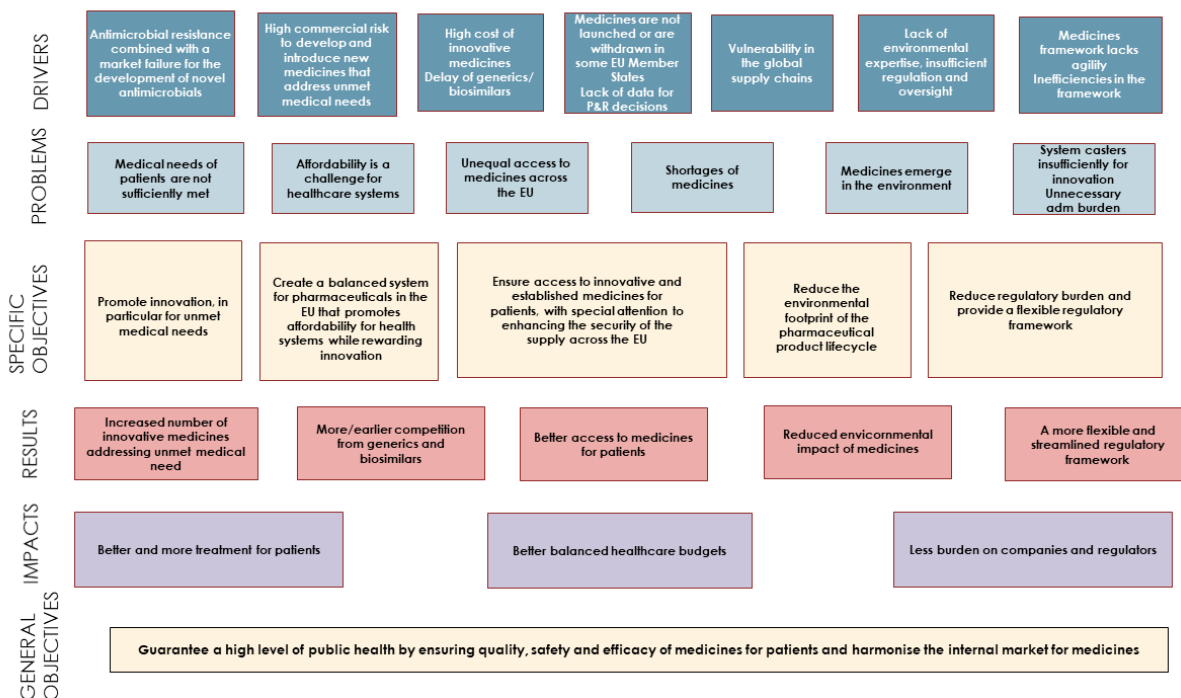 DRIVERS
Antimicrobial resistance
combined with a
market failure for the
development of novel
antimicrobials
High commercial risk
to develop and
introduce new
medicines that
address unmet
medical needs
High cost of
innovative
medicines
Delay of generics/
biosimilars
Medicines are not
launched or are
withdrawn in
some EU Member
States
Lack of data for
P&R decisions
Vulnerability in
the global
supply chains
Lack of
environmental
expertise, insufficient
regulation and
oversight
Medicines
framework lacks
agility
Inefficiencies in the
framework
PROBLEMS
Medical needs of
patients are not
sufficiently met
Affordability is a
challenge for
healthcare systems
Unequal access to
medicines across
the EU
Shortages of
medicines
Medicines emerge
in the environment
System casters
insufficiently for
innovation
Unnecessary
adm burden
SPECIFIC
OBJECTIVES
Promote innovation, in
particular for unmet
medical needs
Create a balanced system
for pharmaceuticals in the
EU that promotes
affordability for health
systems while rewarding
innovation
Ensure access to innovative and
established medicines for
patients, with special attention to
enhancing the security of the
supply across the EU
Reduce the
environmental
footprint of the
pharmaceutical
product lifecycle
Reduce regulatory burden and
provide a flexible regulatory
framework
RESULTS
Increased number of
innovative medicines
addressing unmet medical
need
More/earlier competition
from generics and
biosimilars
Better access to medicines
for patients
Reduced envicornmental
impact of medicines
A more flexible and
streamlined regulatory
framework
IMPACTS
Better and more treatment for patients
Better balanced healthcare budgets
Less burden on companies and regulators
GENERAL
OBJECTIVES
Guarantee a high level of public health by ensuring quality, safety and efficacy of medicines for patients and harmonise the internal market for medicines